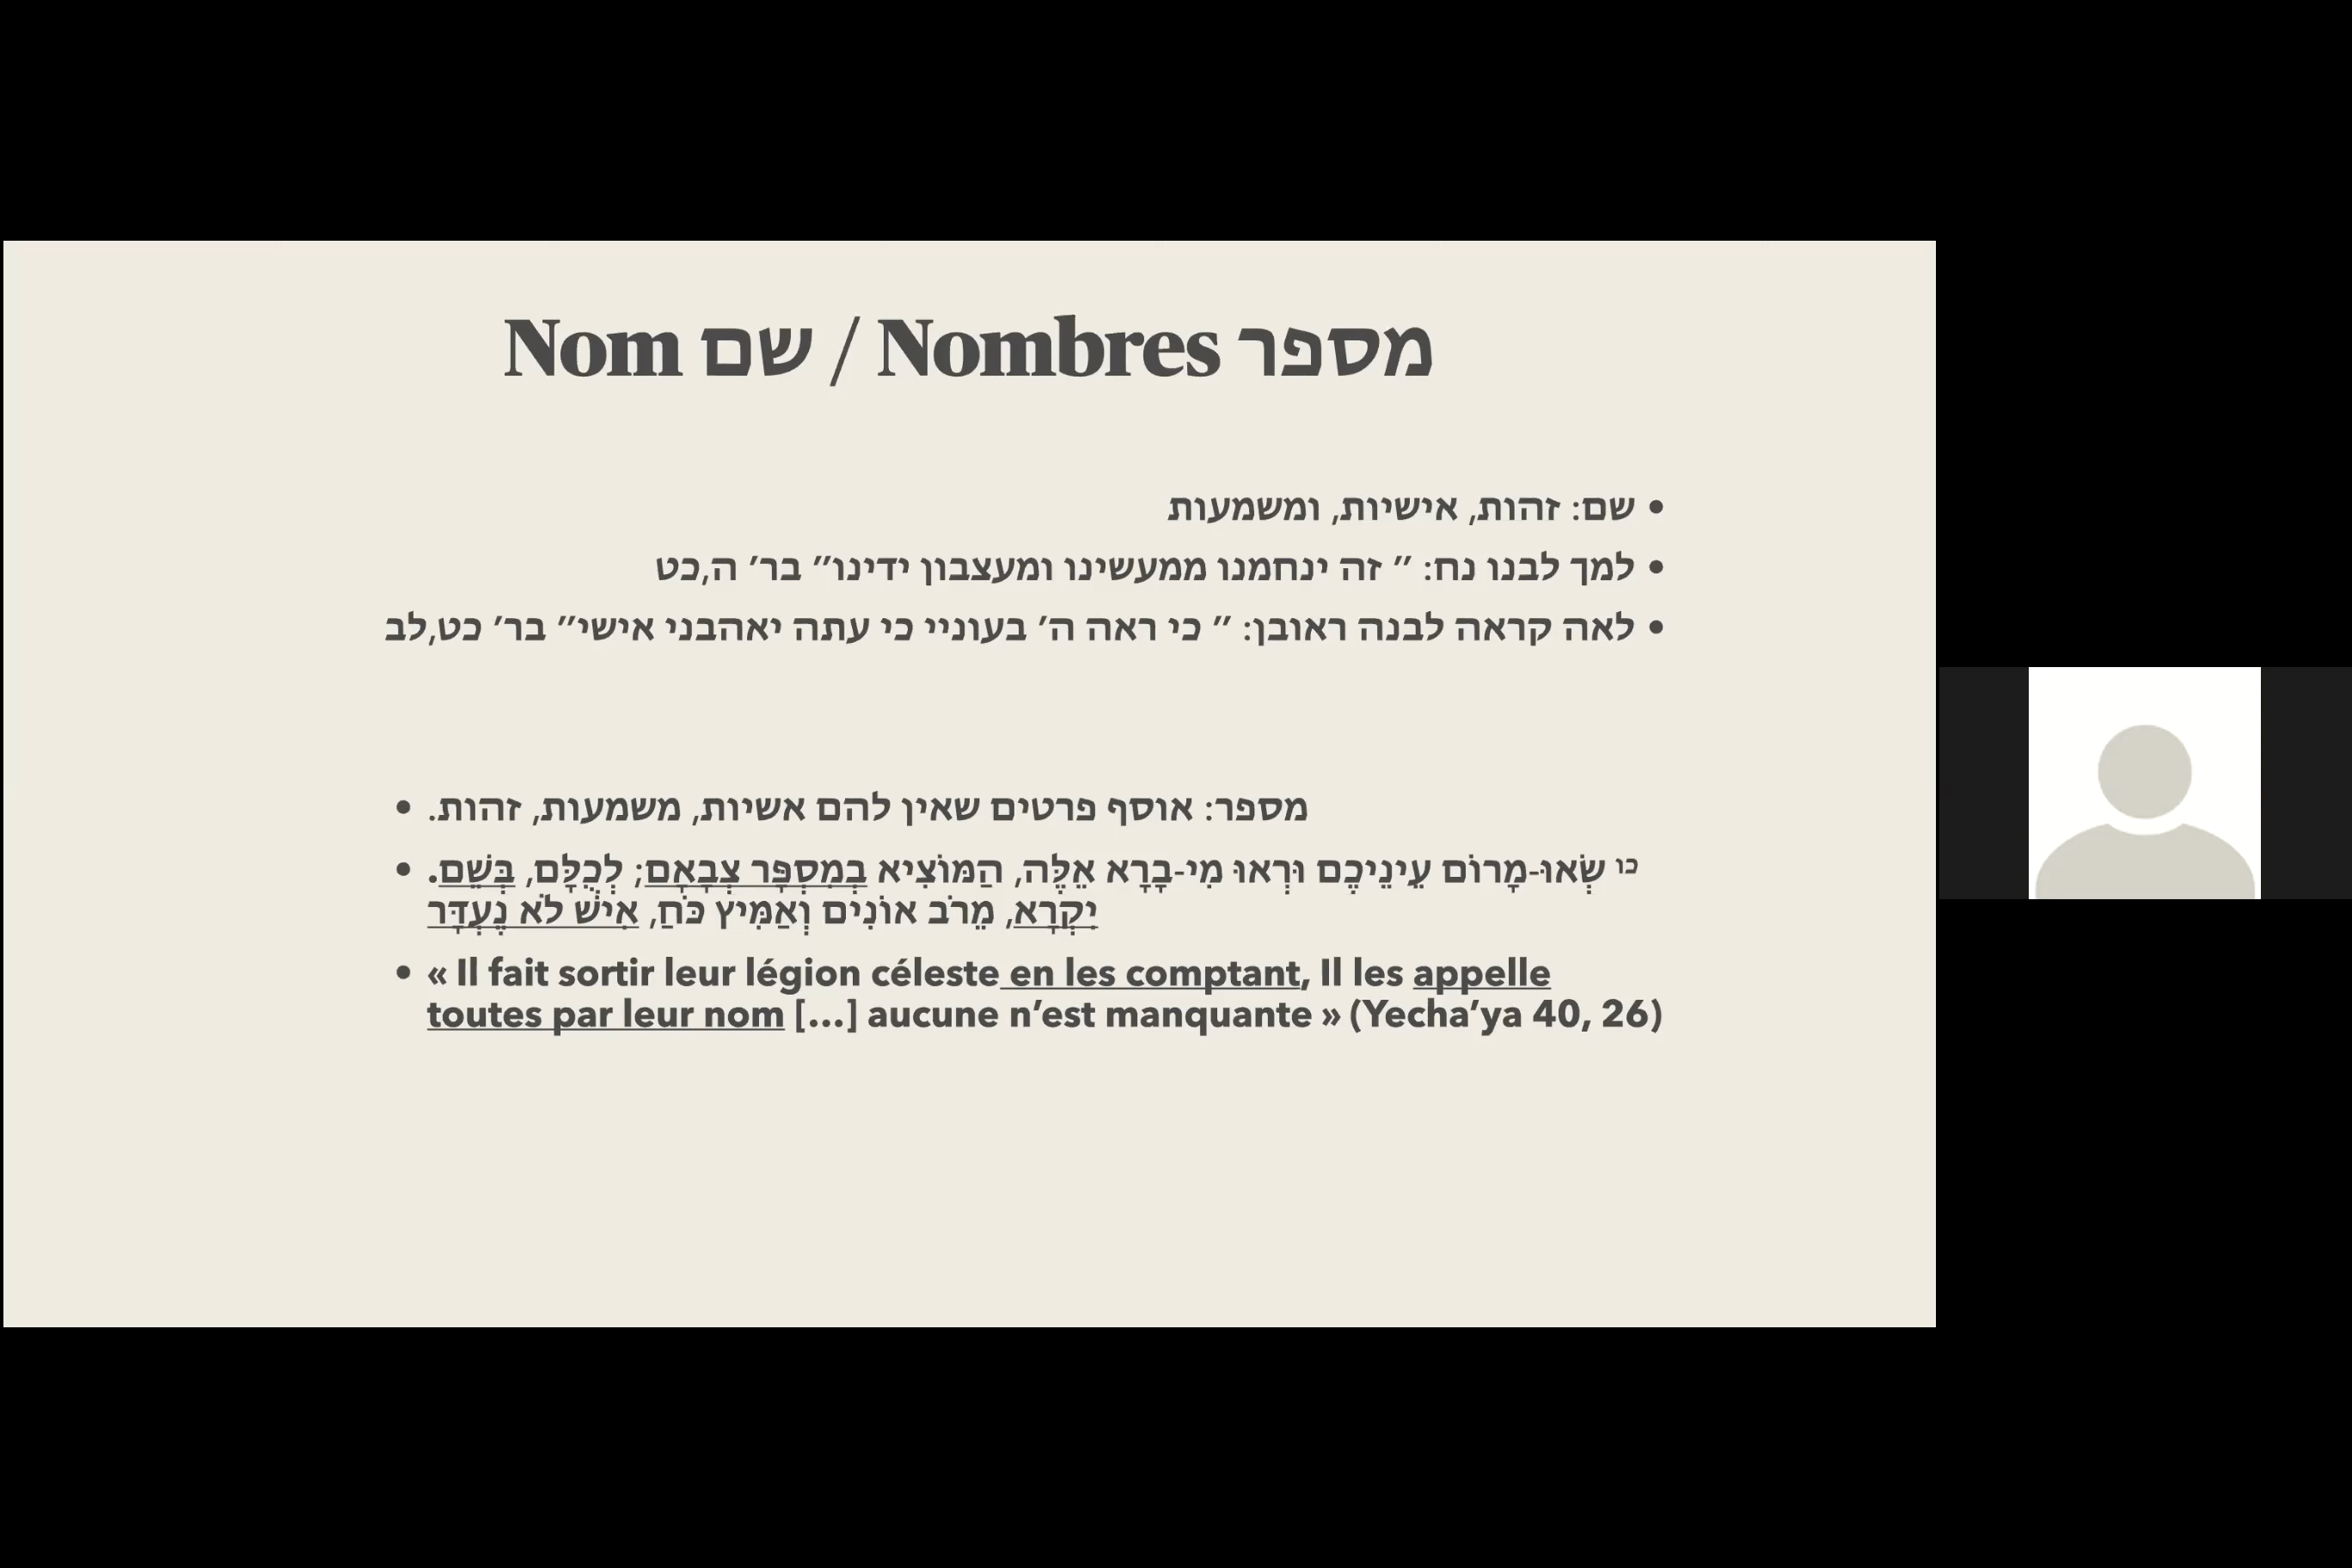 Nom שם / Nombres מספר
• שם: זהות, אישיות, ומשמעות
• למך לבנו נח: ״ זה ינחמנו ממעשינו ומעצבון ידינו״ בר׳ ה,כט
• לאה קראה לבנה ראובן: ״ כי ראה ה׳ בעוניי כי עתה יאהבני אישי״ בר׳ כט,לב
• מספר: אוסף פרטים שאין להם אשיות, משמעות, זהות.
• כו שְׂאוּ-מָרוֹם עֵינֵיכֶם וּרְאוּ מִי-בָרָא אֵלֶּה, הַמּוֹצִיא בְמִסְפָּר צְבָאָם; לְכֻלָּם, בְּשֵׁם.
יִקְרָא, מֵרֹב אוֹנִים וְאַמִּיץ כֹּחַ, אִישׁ לֹא נֶעְדָּר
• « Il fait sortir leur légion céleste en les comptant, Il les appelle
toutes par leur nom […] aucune n’est manquante » (Yecha’ya 40, 26)